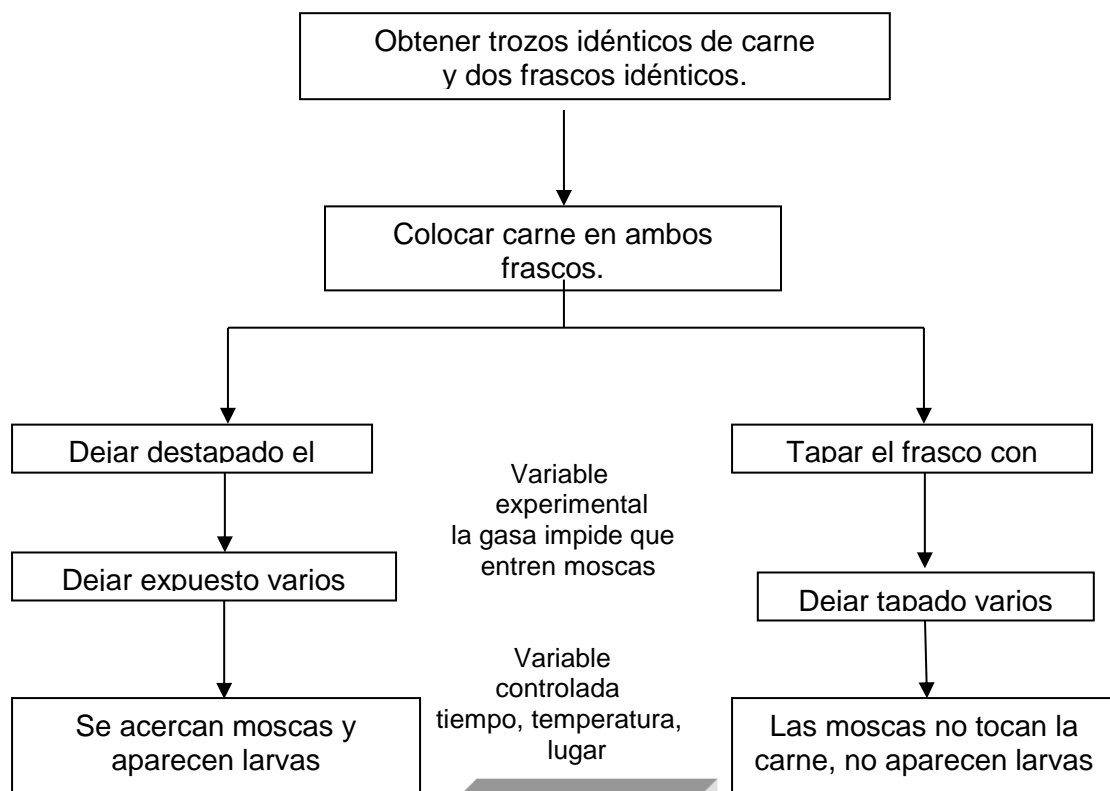 Obtener trozos idénticos de carne
y dos frascos idénticos.
Colocar carne en ambos
frascos.
Dejar destapado el
Tapar el frasco con
Variable
experimental
la gasa impide que
entren moscas
Dejar expuesto varios
Dejar tapado varios
Variable
controlada
tiempo, temperatura,
lugar
Se acercan moscas y
aparecen larvas
Las moscas no tocan la
carne, no aparecen larvas